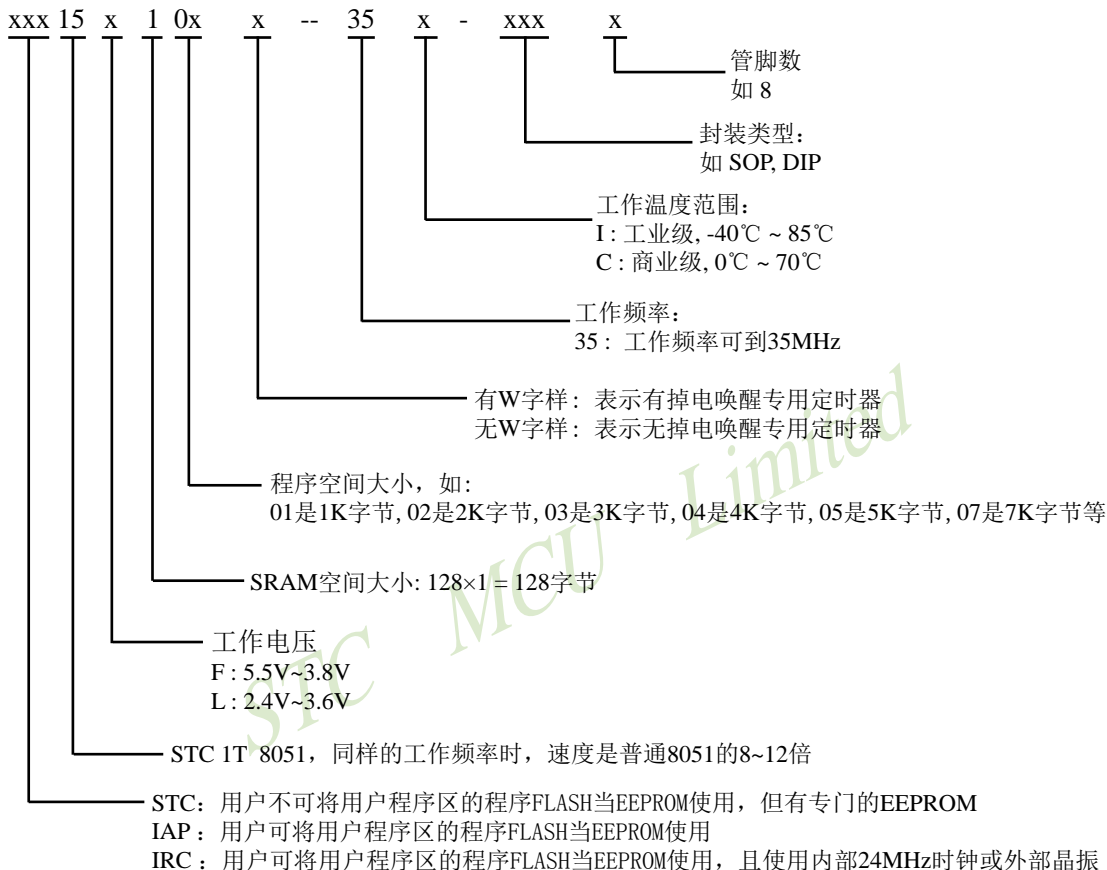 xxx 15 x 1 0x x -- 35 x - xxx x
管脚数
如 8
封装类型：
如 SOP, DIP
工作温度范围：
I : 工业级, -40℃ ~ 85℃
C : 商业级, 0℃ ~ 70℃
工作频率：
35 : 工作频率可到35MHz
有W字样：表示有掉电唤醒专用定时器
无W字样：表示无掉电唤醒专用定时器
程序空间大小，如：
01是1K字节, 02是2K字节, 03是3K字节, 04是4K字节, 05是5K字节, 07是7K字节等
SRAM空间大小: 128×1 = 128字节
工作电压
F : 5.5V~3.8V
L : 2.4V~3.6V
STC 1T 8051，同样的工作频率时，速度是普通8051的8~12倍
STC：用户不可将用户程序区的程序FLASH当EEPROM使用，但有专门的EEPROM
IAP：用户可将用户程序区的程序FLASH当EEPROM使用
IRC：用户可将用户程序区的程序FLASH当EEPROM使用，且使用内部24MHz时钟或外部晶振
STC MCU Limited